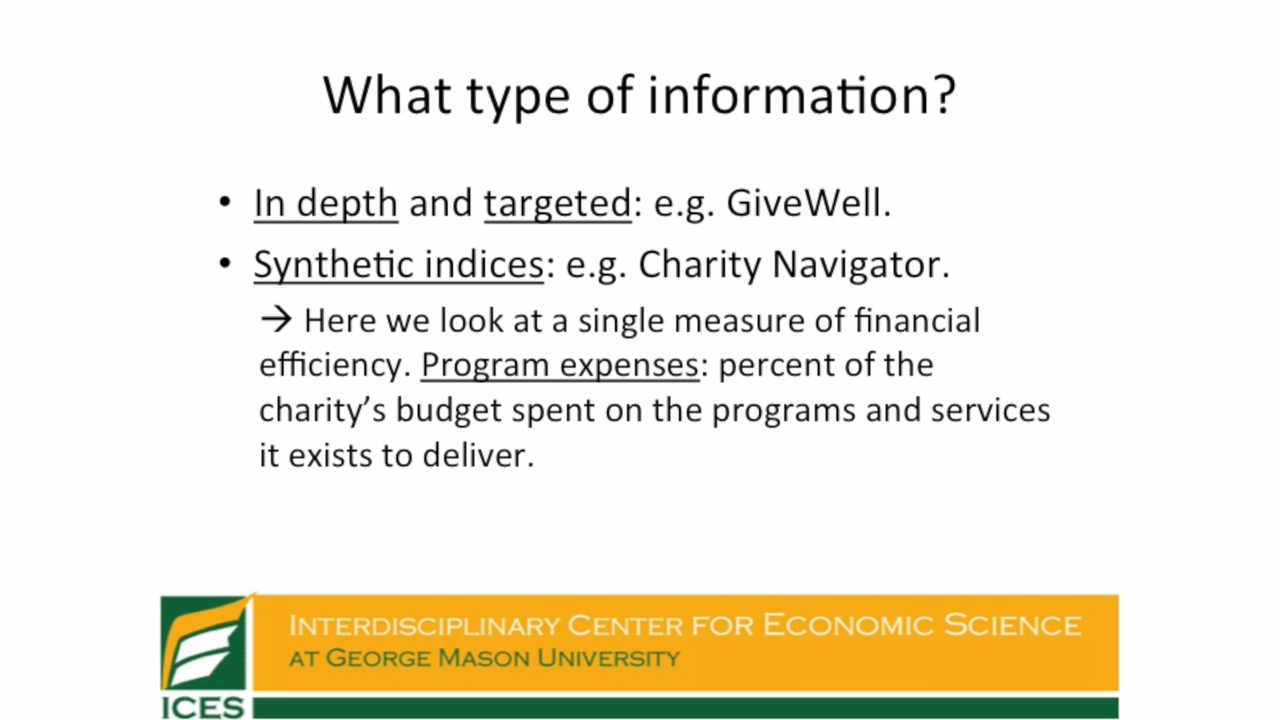 What type of information?
• In depth and targeted: e.g. GiveWell.
• Synthetic indices: e.g. Charity Navigator.
→ Here we look at a single measure of financial
efficiency. Program expenses: percent of the
charity’s budget spent on the programs and services
it exists to deliver.
INTERDISCIPLINARY CENTER FOR ECONOMIC SCIENCE
AT GEORGE MASON UNIVERSITY
ICES